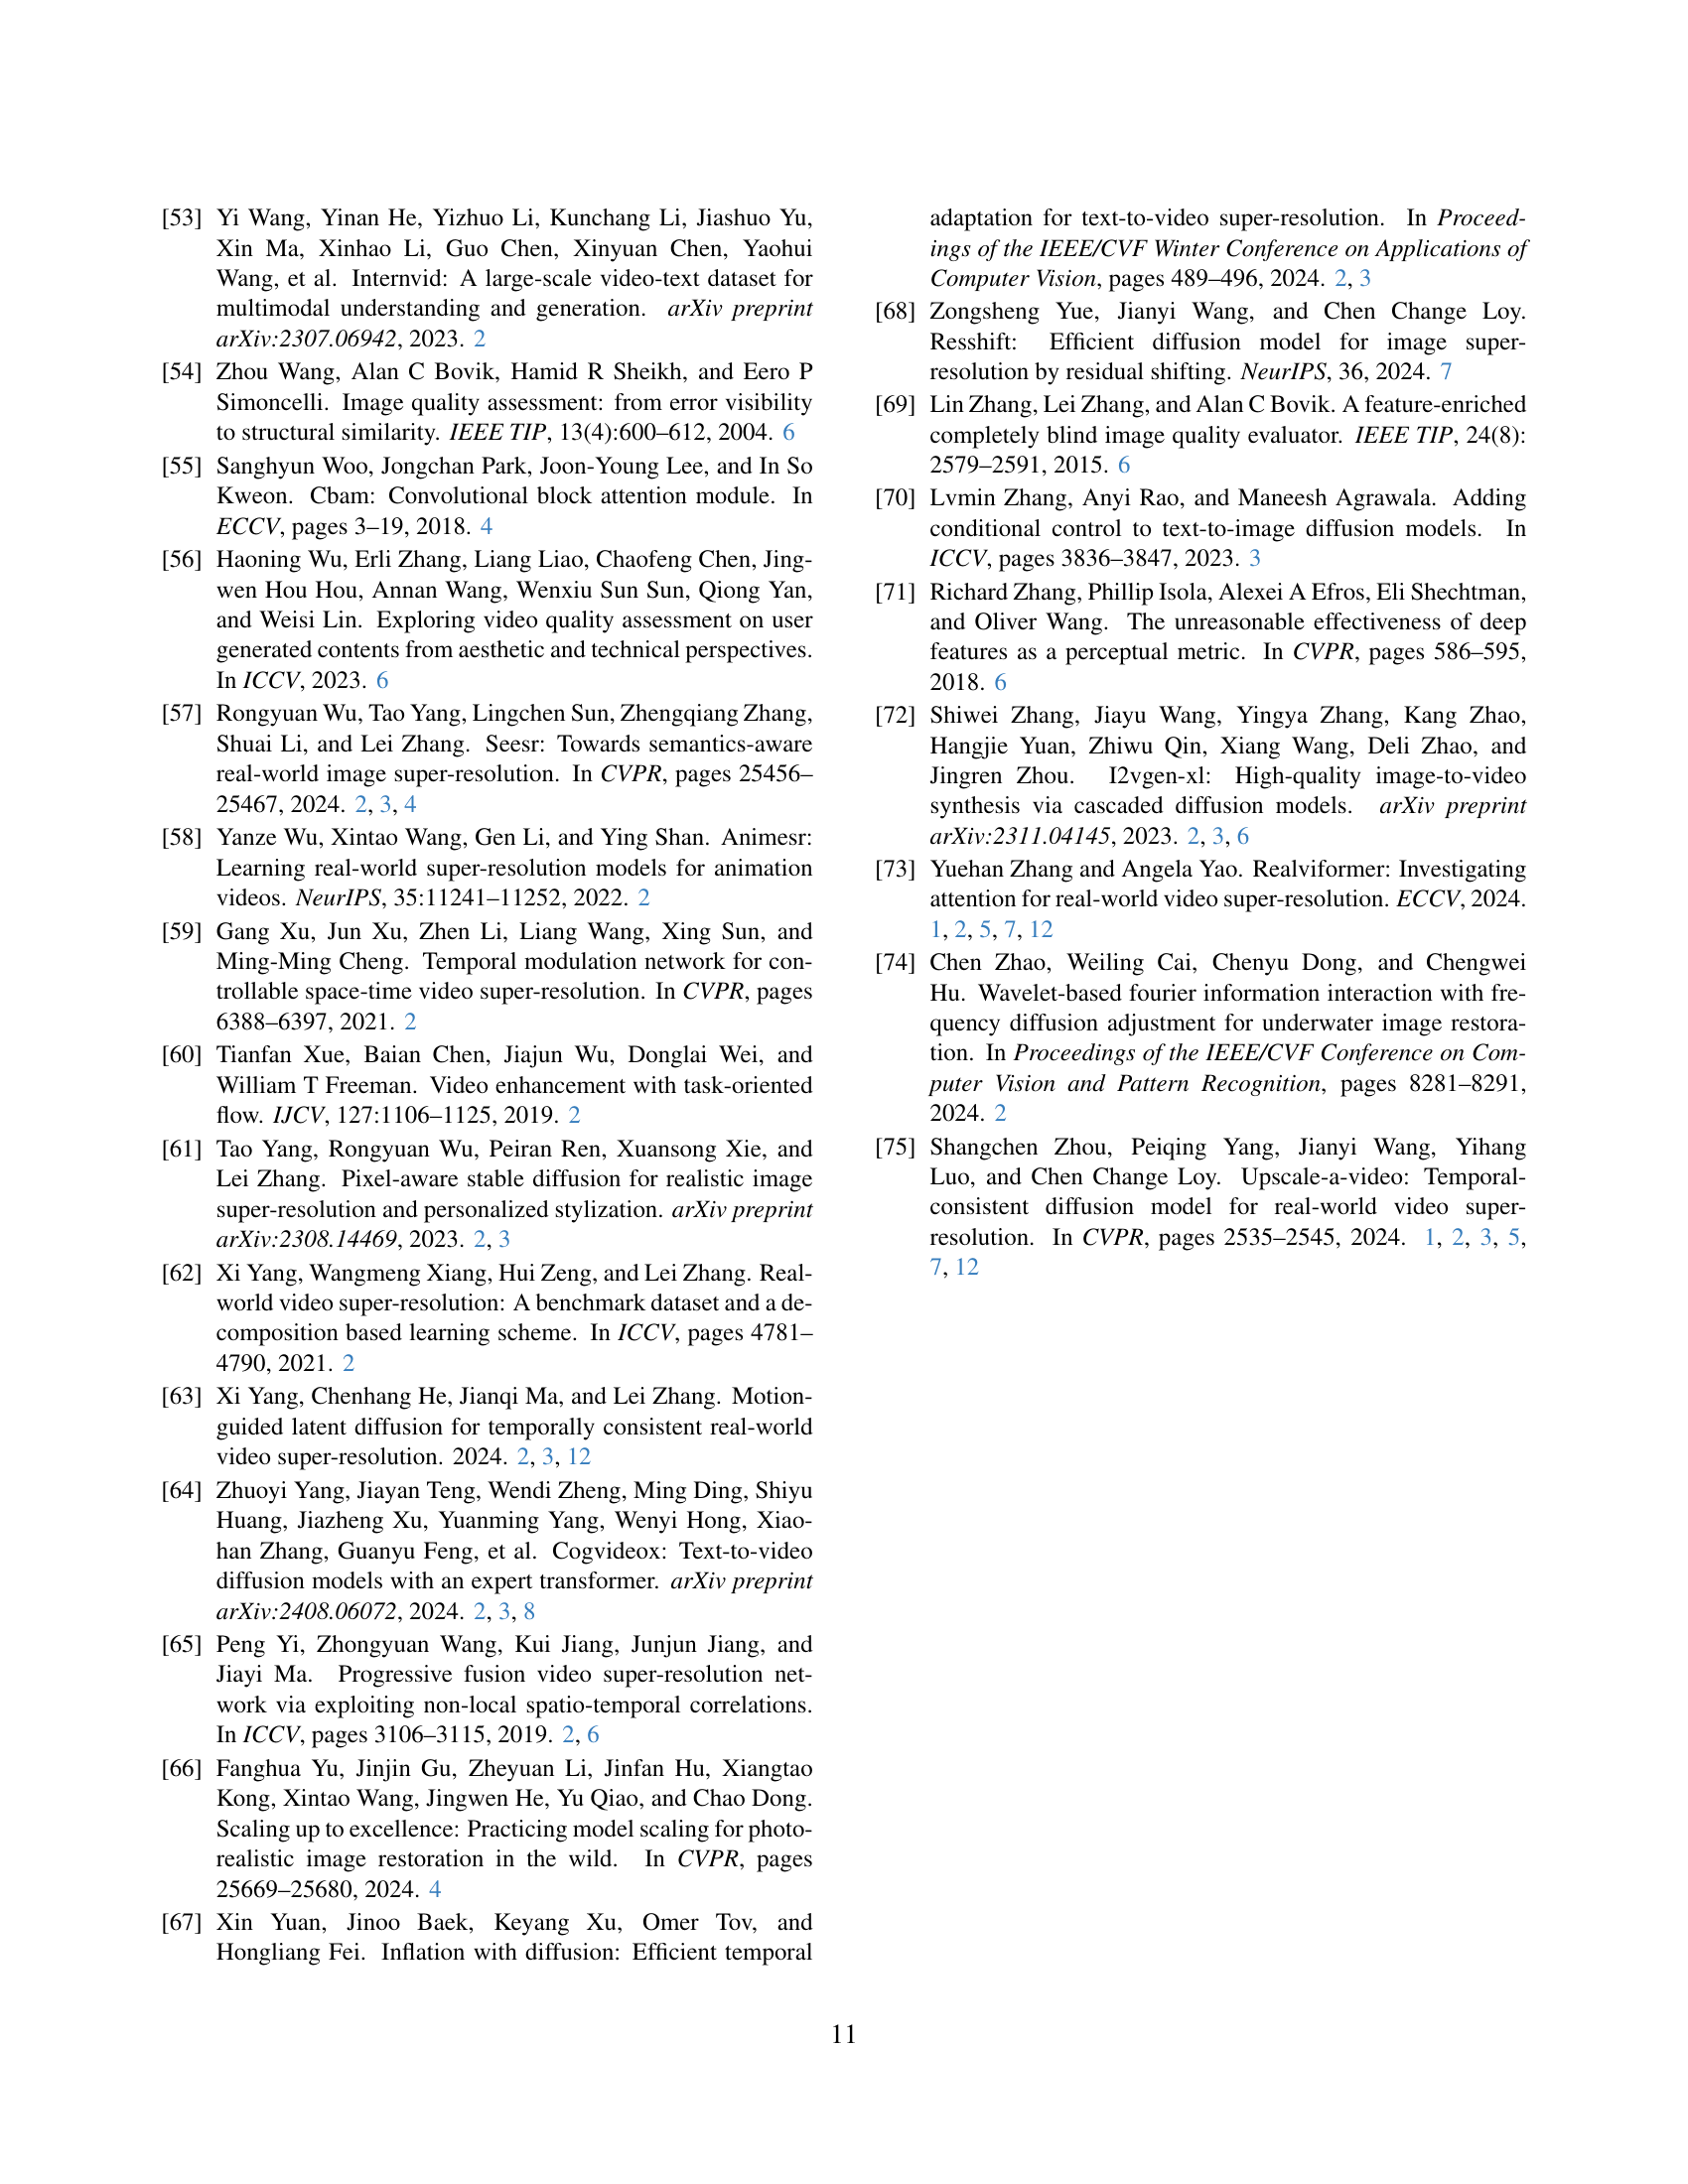 [53] Yi Wang, Yinan He, Yizhuo Li, Kunchang Li, Jiashuo Yu,
Xin Ma, Xinhao Li, Guo Chen, Xinyuan Chen, Yaohui
Wang, et al. Internvid: A large-scale video-text dataset for
multimodal understanding and generation. arXiv preprint
arXiv:2307.06942, 2023. 2
[54] Zhou Wang, Alan C Bovik, Hamid R Sheikh, and Eero P
Simoncelli. Image quality assessment: from error visibility
to structural similarity. IEEE TIP, 13(4):600–612, 2004. 6
[55] Sanghyun Woo, Jongchan Park, Joon-Young Lee, and In So
Kweon. Cbam: Convolutional block attention module. In
ECCV, pages 3–19, 2018. 4
[56] Haoning Wu, Erli Zhang, Liang Liao, Chaofeng Chen, Jing-
wen Hou Hou, Annan Wang, Wenxiu Sun Sun, Qiong Yan,
and Weisi Lin. Exploring video quality assessment on user
generated contents from aesthetic and technical perspectives.
In ICCV, 2023. 6
[57] Rongyuan Wu, Tao Yang, Lingchen Sun, Zhengqiang Zhang,
Shuai Li, and Lei Zhang. Seesr: Towards semantics-aware
real-world image super-resolution. In CVPR, pages 25456–
25467, 2024. 2, 3, 4
[58] Yanze Wu, Xintao Wang, Gen Li, and Ying Shan. Animesr:
Learning real-world super-resolution models for animation
videos. NeurIPS, 35:11241–11252, 2022. 2
[59] Gang Xu, Jun Xu, Zhen Li, Liang Wang, Xing Sun, and
Ming-Ming Cheng. Temporal modulation network for con-
trollable space-time video super-resolution. In CVPR, pages
6388–6397, 2021. 2
[60] Tianfan Xue, Baian Chen, Jiajun Wu, Donglai Wei, and
William T Freeman. Video enhancement with task-oriented
flow. IJCV, 127:1106–1125, 2019. 2
[61] Tao Yang, Rongyuan Wu, Peiran Ren, Xuansong Xie, and
Lei Zhang. Pixel-aware stable diffusion for realistic image
super-resolution and personalized stylization. arXiv preprint
arXiv:2308.14469, 2023. 2, 3
[62] Xi Yang, Wangmeng Xiang, Hui Zeng, and Lei Zhang. Real-
world video super-resolution: A benchmark dataset and a de-
composition based learning scheme. In ICCV, pages 4781–
4790, 2021. 2
[63] Xi Yang, Chenhang He, Jianqi Ma, and Lei Zhang. Motion-
guided latent diffusion for temporally consistent real-world
video super-resolution. 2024. 2, 3, 12
[64] Zhuoyi Yang, Jiayan Teng, Wendi Zheng, Ming Ding, Shiyu
Huang, Jiazheng Xu, Yuanming Yang, Wenyi Hong, Xiao-
han Zhang, Guanyu Feng, et al. Cogvideox: Text-to-video
diffusion models with an expert transformer. arXiv preprint
arXiv:2408.06072, 2024. 2, 3, 8
[65] Peng Yi, Zhongyuan Wang, Kui Jiang, Junjun Jiang, and
Jiayi Ma. Progressive fusion video super-resolution net-
work via exploiting non-local spatio-temporal correlations.
In ICCV, pages 3106–3115, 2019. 2, 6
[66] Fanghua Yu, Jinjin Gu, Zheyuan Li, Jinfan Hu, Xiangtao
Kong, Xintao Wang, Jingwen He, Yu Qiao, and Chao Dong.
Scaling up to excellence: Practicing model scaling for photo-
realistic image restoration in the wild. In CVPR, pages
25669–25680, 2024. 4
[67] Xin Yuan, Jinoo Baek, Keyang Xu, Omer Tov, and
Hongliang Fei. Inflation with diffusion: Efficient temporal
adaptation for text-to-video super-resolution. In Proceed-
ings of the IEEE/CVF Winter Conference on Applications of
Computer Vision, pages 489–496, 2024. 2, 3
[68] Zongsheng Yue, Jianyi Wang, and Chen Change Loy.
Resshift: Efficient diffusion model for image super-
resolution by residual shifting. NeurIPS, 36, 2024. 7
[69] Lin Zhang, Lei Zhang, and Alan C Bovik. A feature-enriched
completely blind image quality evaluator. IEEE TIP, 24(8):
2579–2591, 2015. 6
[70] Lvmin Zhang, Anyi Rao, and Maneesh Agrawala. Adding
conditional control to text-to-image diffusion models. In
ICCV, pages 3836–3847, 2023. 3
[71] Richard Zhang, Phillip Isola, Alexei A Efros, Eli Shechtman,
and Oliver Wang. The unreasonable effectiveness of deep
features as a perceptual metric. In CVPR, pages 586–595,
2018. 6
[72] Shiwei Zhang, Jiayu Wang, Yingya Zhang, Kang Zhao,
Hangjie Yuan, Zhiwu Qin, Xiang Wang, Deli Zhao, and
Jingren Zhou. I2vgen-xl: High-quality image-to-video
synthesis via cascaded diffusion models. arXiv preprint
arXiv:2311.04145, 2023. 2, 3, 6
[73] Yuehan Zhang and Angela Yao. Realviformer: Investigating
attention for real-world video super-resolution. ECCV, 2024.
1, 2, 5, 7, 12
[74] Chen Zhao, Weiling Cai, Chenyu Dong, and Chengwei
Hu. Wavelet-based fourier information interaction with fre-
quency diffusion adjustment for underwater image restora-
tion. In Proceedings of the IEEE/CVF Conference on Com-
puter Vision and Pattern Recognition, pages 8281–8291,
2024. 2
[75] Shangchen Zhou, Peiqing Yang, Jianyi Wang, Yihang
Luo, and Chen Change Loy. Upscale-a-video: Temporal-
consistent diffusion model for real-world video super-
resolution. In CVPR, pages 2535–2545, 2024. 1, 2, 3, 5,
7, 12
11